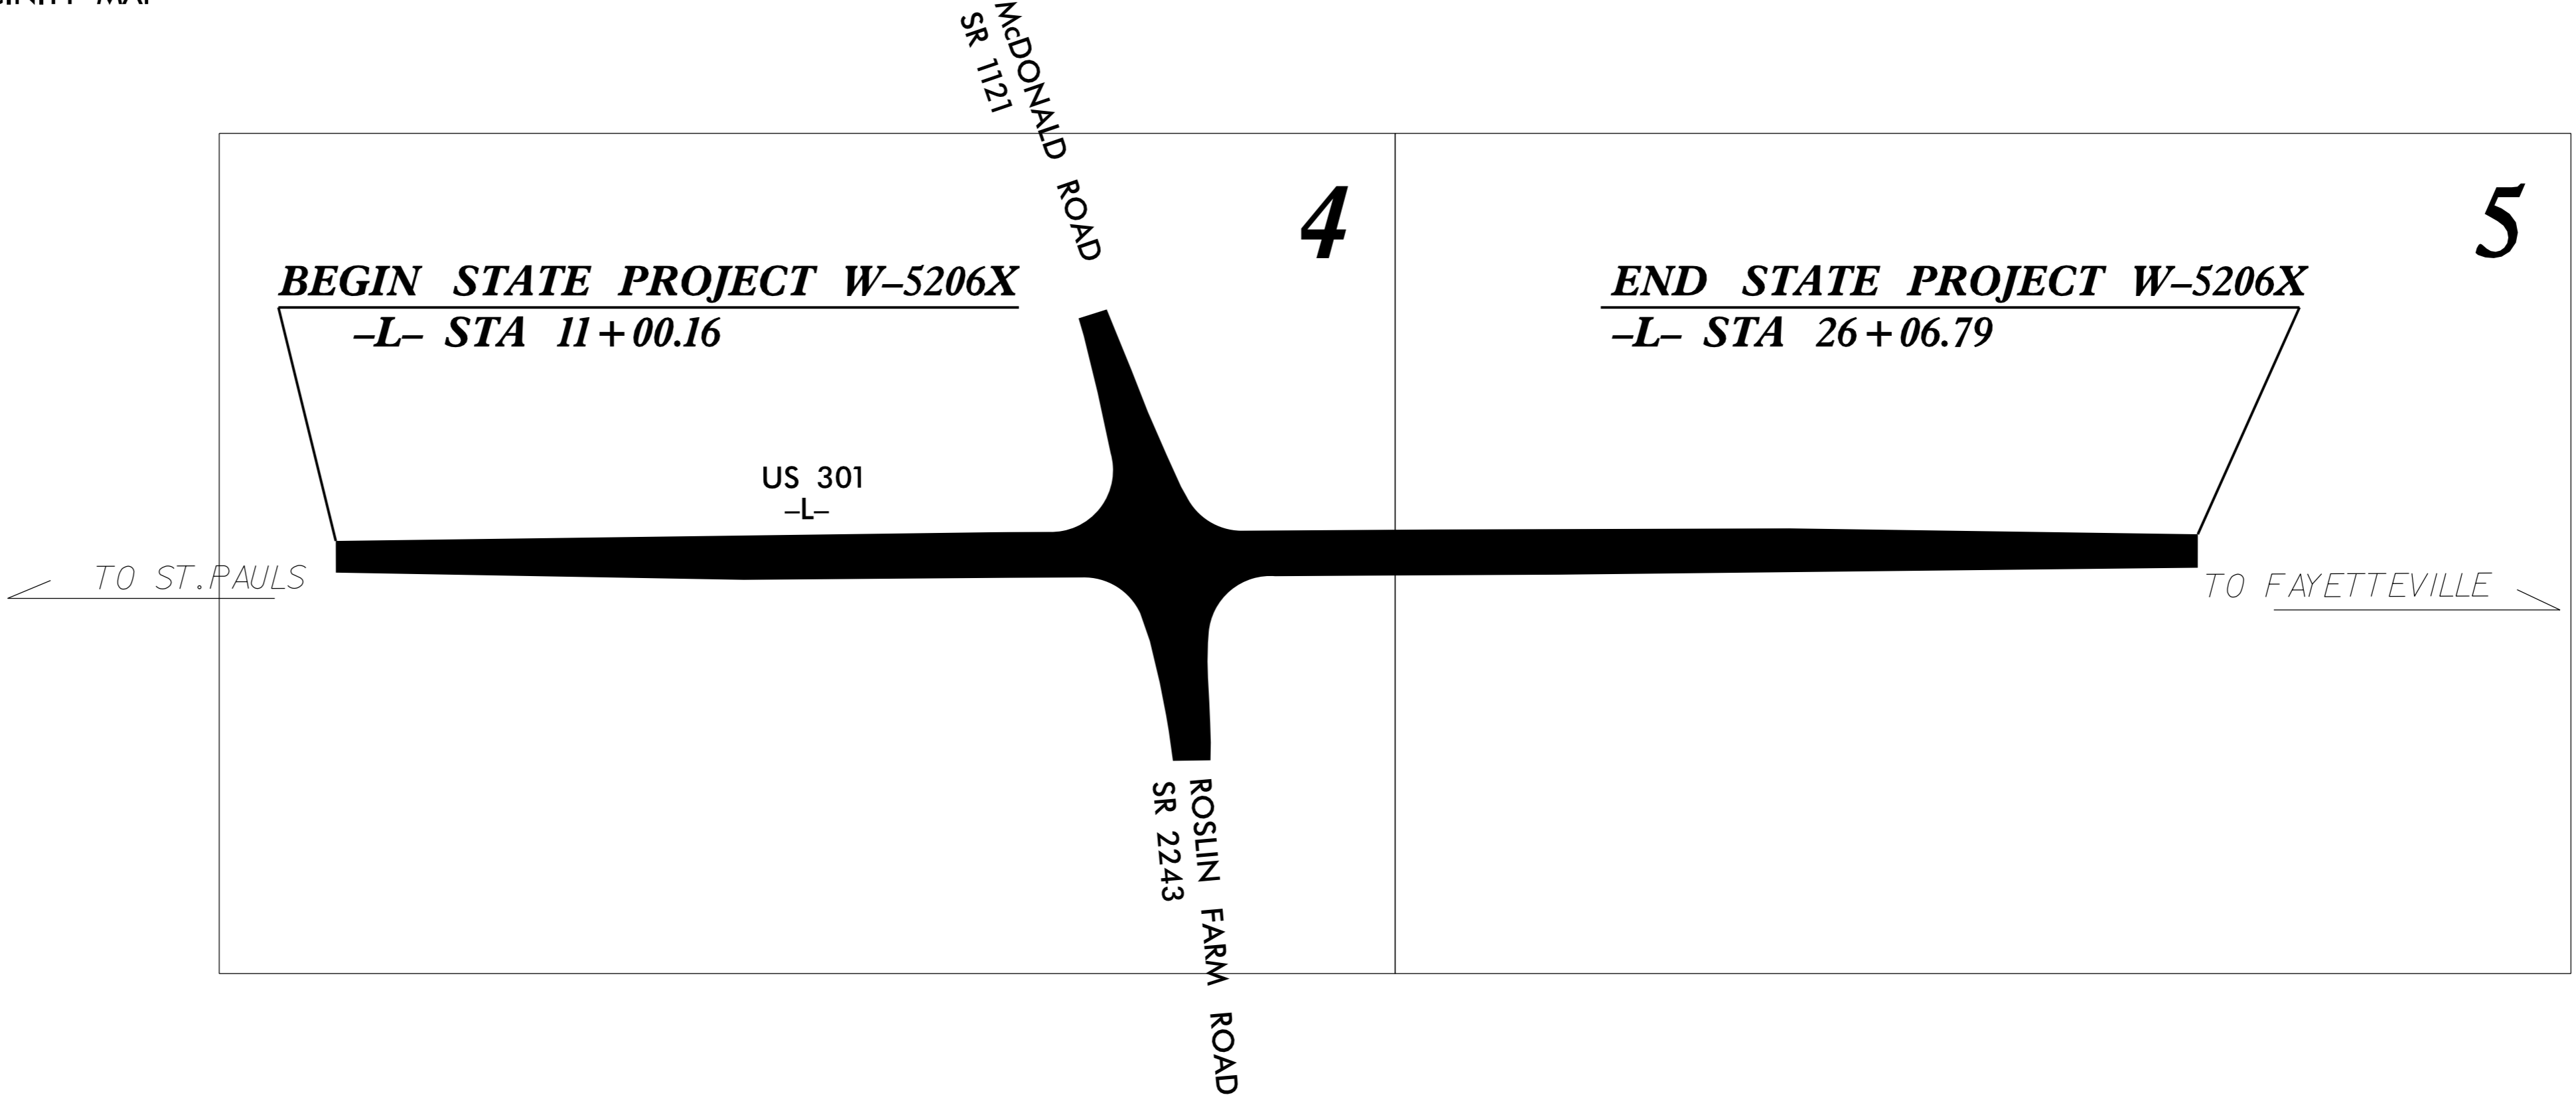 McDONALD ROAD
SR 1121
4
5
BEGIN STATE PROJECT W-5206X
-L- STA 11+00.16
END STATE PROJECT W-5206X
-L- STA 26+06.79
US 301
-L-
TO ST.PAULS
TO FAYETTEVILLE
ROSLIN FARM ROAD
SR 2243